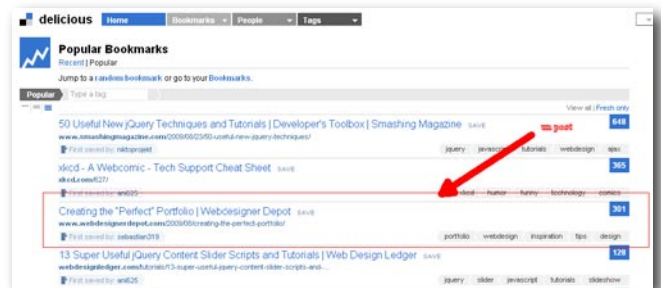 delicious Home Bookmarks People Tags
Popular Bookmarks
Recent | Popular
Jump to a random bookmark or go to your Bookmarks.
Popular Type a tag
View all | Fresh only
50 Useful New jQuery Techniques and Tutorials | Developer's Toolbox | Smashing Magazine SAVE 648
www.smashingmagazine.com/2009/08/23/50-useful-new-jquery-techniques/
post
First saved by: nktoprojekt jquery javascript tutorials webdesign ajax
xkcd - A Webcomic - Tech Support Cheat Sheet SAVE 365
xkcd.com/627/
First saved by: ani625 xkcd humor funny technology comics
Creating the "Perfect" Portfolio | Webdesigner Depot SAVE 301
www.webdesignerdepot.com/2009/08/creating-the-perfect-portfolio/
First saved by: sebastian318 portfolio webdesign inspiration tips design
13 Super Useful jQuery Content Slider Scripts and Tutorials | Web Design Ledger SAVE 128
webdesignledger.com/tutorials/13-super-useful-jquery-content-slider-scripts-and-...
First saved by: ani625 jquery slider javascript tutorials slideshow